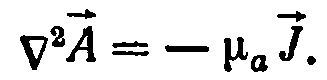 ∇²A⃗ = — μₐ J⃗.